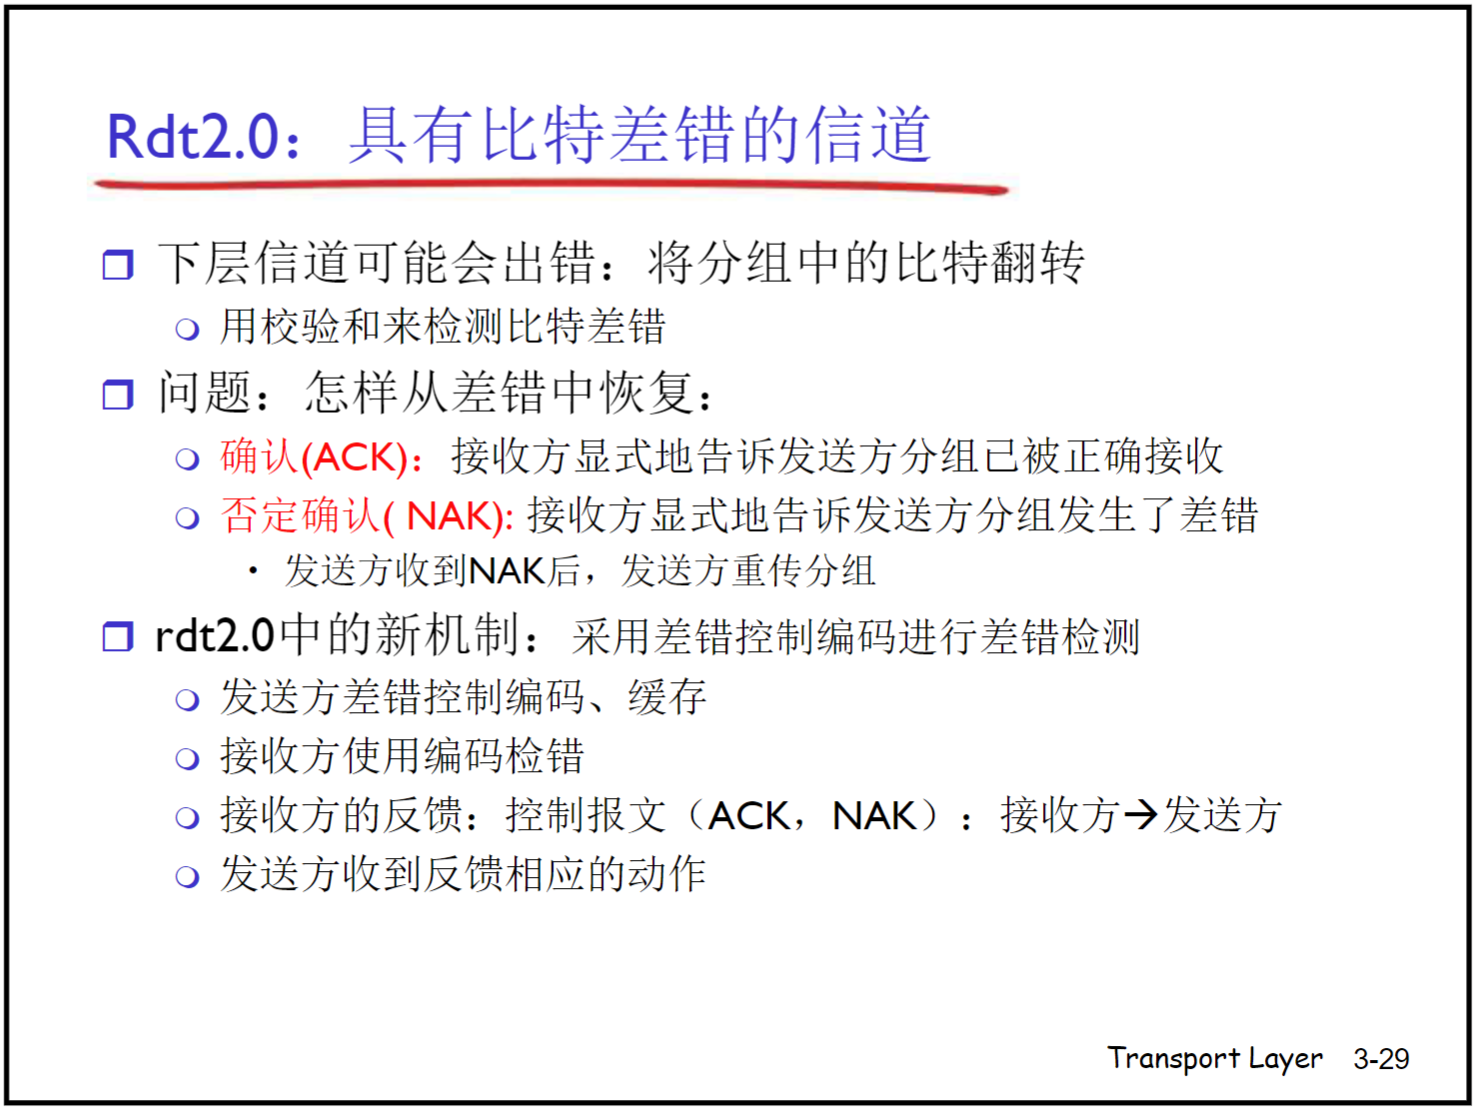 Rdt2.0：具有比特差错的信道
下层信道可能会出错：将分组中的比特翻转
用校验和来检测比特差错
问题：怎样从差错中恢复：
确认(ACK)：接收方显式地告诉发送方分组已被正确接收
否定确认( NAK): 接收方显式地告诉发送方分组发生了差错
• 发送方收到NAK后，发送方重传分组
rdt2.0中的新机制：采用差错控制编码进行差错检测
发送方差错控制编码、缓存
接收方使用编码检错
接收方的反馈：控制报文（ACK，NAK）：接收方→发送方
发送方收到反馈相应的动作
Transport Layer 3-29